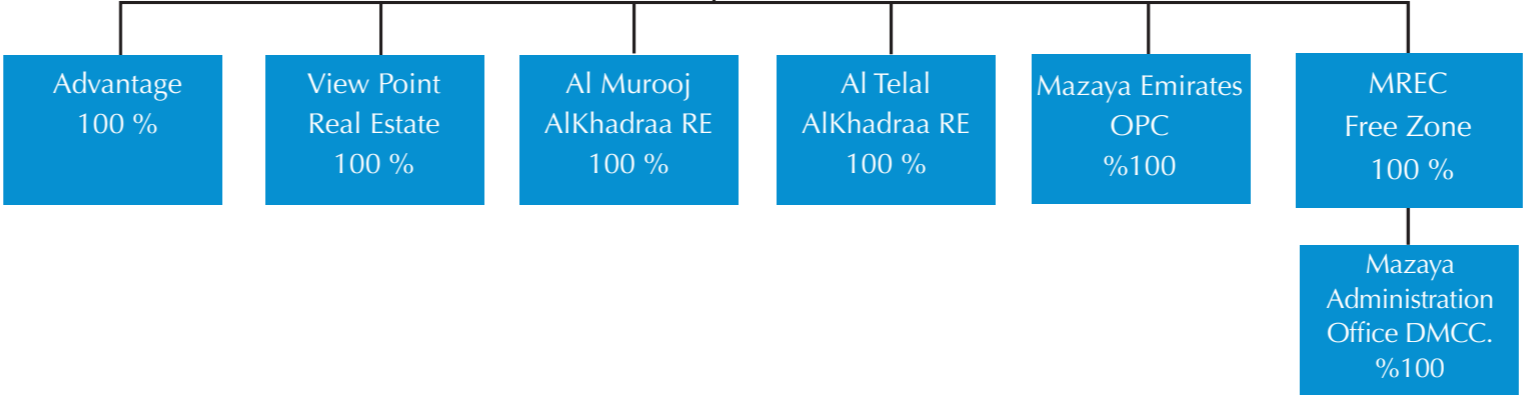 Advantage
100 %
View Point
Real Estate
100 %
Al Murooj
AlKhadraa RE
100 %
Al Telal
AlKhadraa RE
100 %
Mazaya Emirates
OPC
%100
MREC
Free Zone
100 %
Mazaya
Administration
Office DMCC.
%100